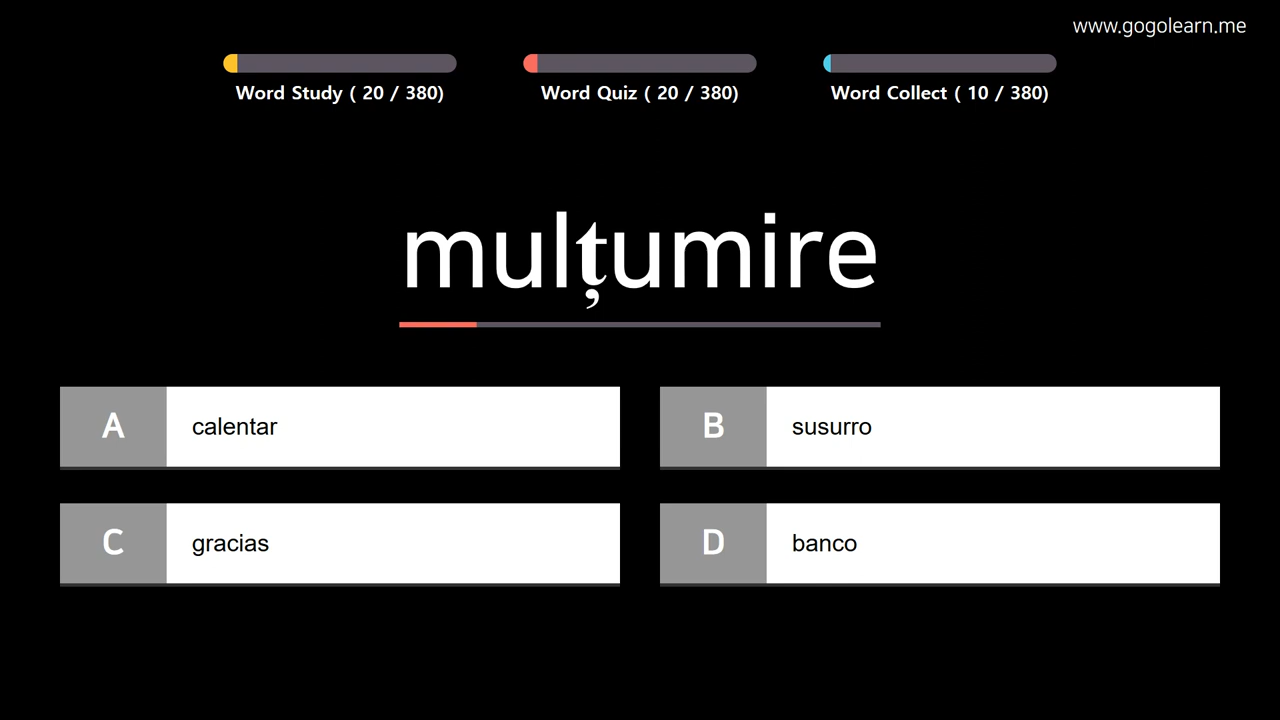 www.gogolearn.me
Word Study ( 20 / 380) Word Quiz ( 20 / 380) Word Collect ( 10 / 380)
mulțumire
A calentar B susurro
C gracias D banco